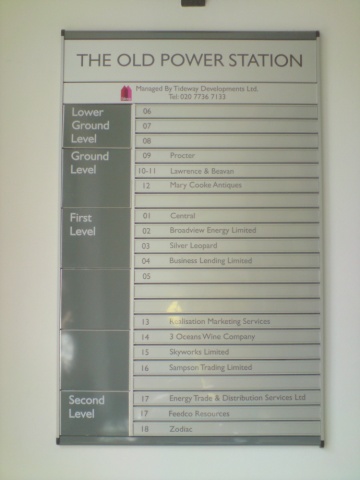 THE OLD POWER STATION
Managed By Tideway Developments Ltd.
Tel: 020 7736 7133
Lower Ground Level
06
07
08
Ground Level
09 Procter
10-11 Lawrence & Beavan
12 Mary Cooke Antiques
First Level
01 Central
02 Broadview Energy Limited
03 Silver Leopard
04 Business Lending Limited
05
13 Realisation Marketing Services
14 3 Oceans Wine Company
15 Skyworks Limited
16 Sampson Trading Limited
Second Level
17 Energy Trade & Distribution Services Ltd
17 Feedco Resources
18 Zodiac